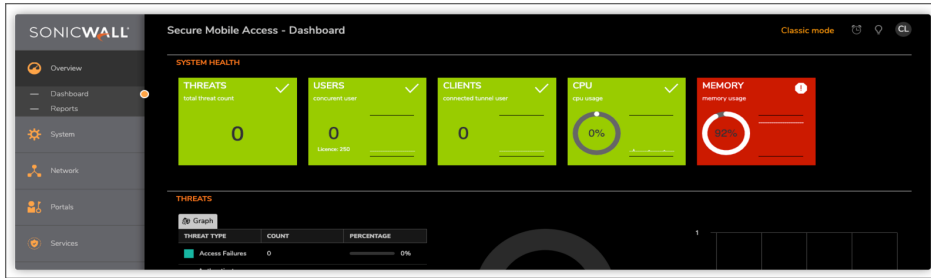 SONICWALL
Secure Mobile Access - Dashboard
Classic mode
CL
Overview
Dashboard
Reports
System
Network
Portals
Services
SYSTEM HEALTH
THREATS
total threat count
0
USERS
concurent user
0
Licence: 250
CLIENTS
connected tunnel user
0
CPU
cpu usage
0%
MEMORY
memory usage
92%
THREATS
Graph
THREAT TYPE COUNT PERCENTAGE
Access Failures 0 0%
1